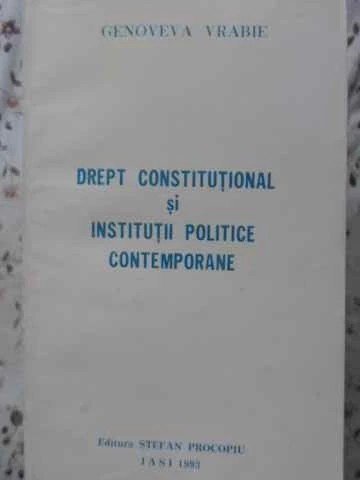 GENOVEVA VRABIE
DREPT CONSTITUȚIONAL
și
INSTITUȚII POLITICE
CONTEMPORANE
Editura ȘTEFAN PROCOPIU
IAȘI 1993